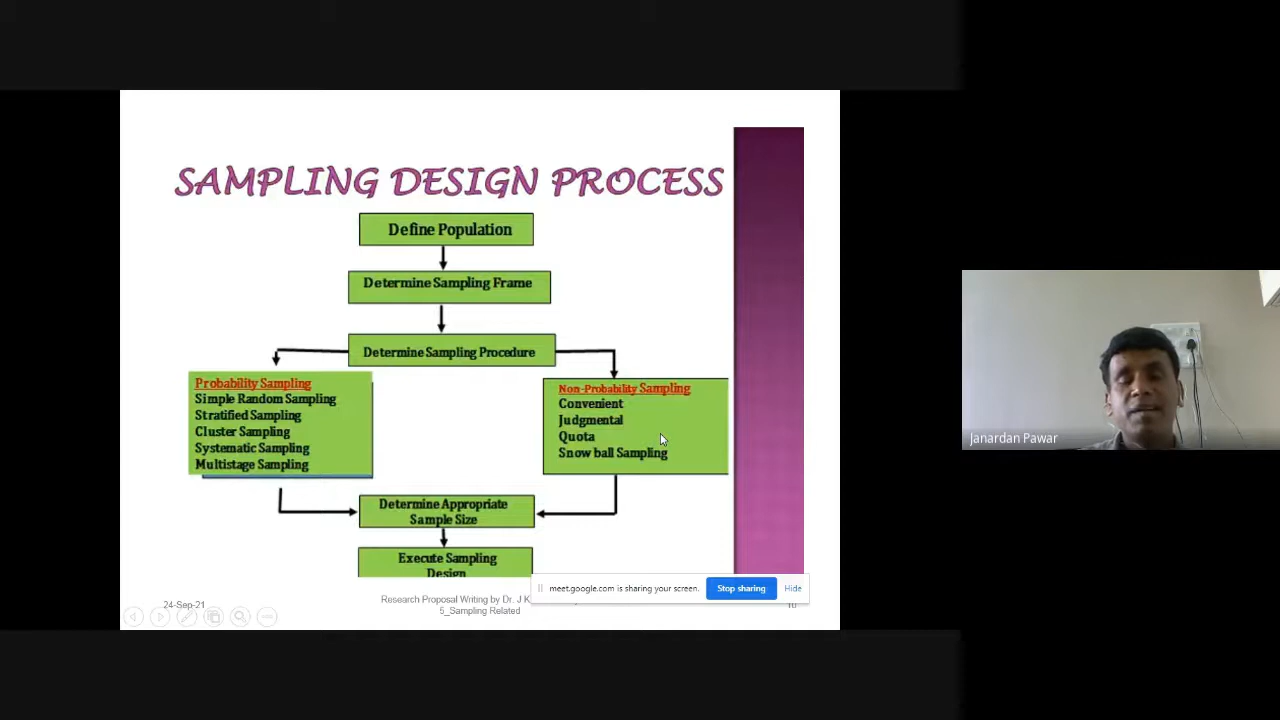 SAMPLING DESIGN PROCESS
Define Population
Determine Sampling Frame
Determine Sampling Procedure
Probability Sampling
Simple Random Sampling
Stratified Sampling
Cluster Sampling
Systematic Sampling
Multistage Sampling
Non-Probability Sampling
Convenient
Judgmental
Quota
Snow ball Sampling
Determine Appropriate
Sample Size
Execute Sampling
Design
meet.google.com is sharing your screen.
Stop sharing
Hide
24-Sep-21
Research Proposal Writing by Dr. J K
5_Sampling Related
Janardan Pawar